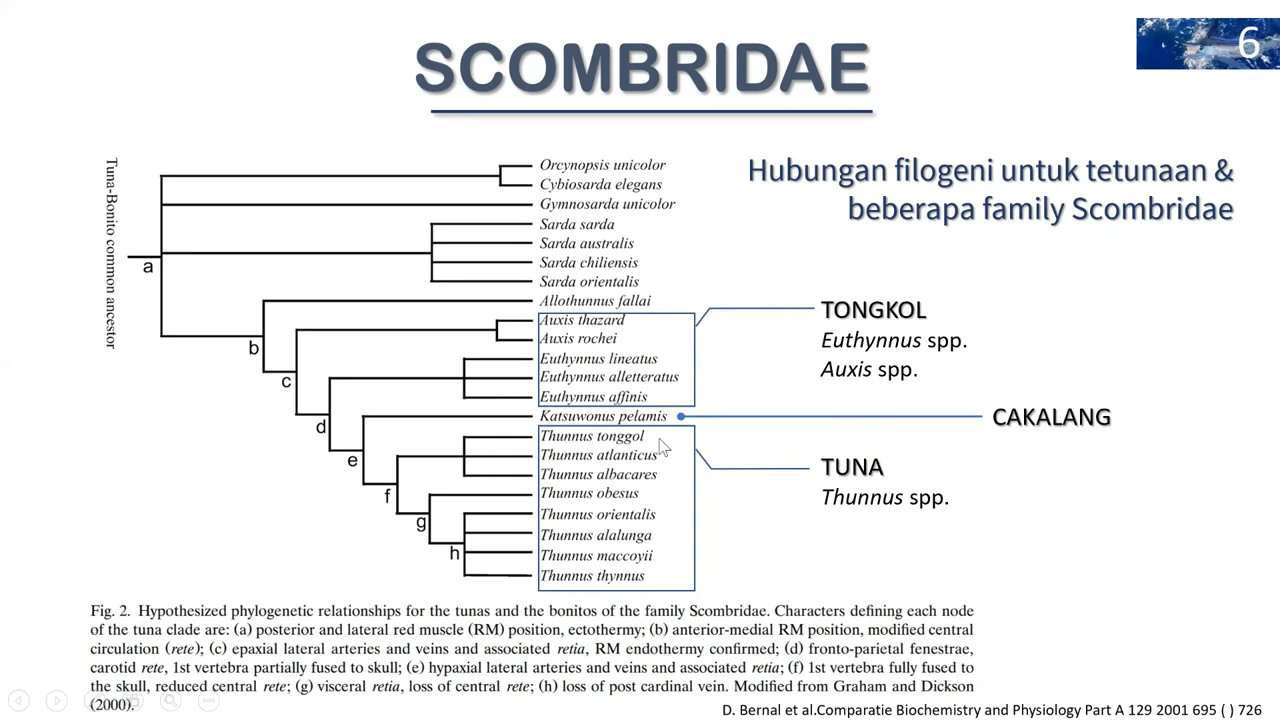 6
SCOMBRIDAE
Hubungan filogeni untuk tetunaan &
beberapa family Scombridae
Tuna-Bonito common ancestor
Orcynopsis unicolor
Cybiosarda elegans
Gymnosarda unicolor
Sarda sarda
Sarda australis
Sarda chiliensis
Sarda orientalis
Allothunnus fallai
Auxis thazard
Auxis rochei
Euthynnus lineatus
Euthynnus alletteratus
Euthynnus affinis
Katsuwonus pelamis
Thunnus tonggol
Thunnus atlanticus
Thunnus albacares
Thunnus obesus
Thunnus orientalis
Thunnus alalunga
Thunnus maccoyii
Thunnus thynnus
a
b
c
d
e
f
g
h
TONGKOL
Euthynnus spp.
Auxis spp.
CAKALANG
TUNA
Thunnus spp.
Fig. 2. Hypothesized phylogenetic relationships for the tunas and the bonitos of the family Scombridae. Characters defining each node
of the tuna clade are: (a) posterior and lateral red muscle (RM) position, ectothermy; (b) anterior-medial RM position, modified central
circulation (rete); (c) epaxial lateral arteries and veins and associated retia, RM endothermy confirmed; (d) fronto-parietal fenestrae,
carotid rete, 1st vertebra partially fused to skull; (e) hypaxial lateral arteries and veins and associated retia; (f) 1st vertebra fully fused to
the skull, reduced central rete; (g) visceral retia, loss of central rete; (h) loss of post cardinal vein. Modified from Graham and Dickson
(2000).
D. Bernal et al.Comparatie Biochemistry and Physiology Part A 129 2001 695 ( ) 726